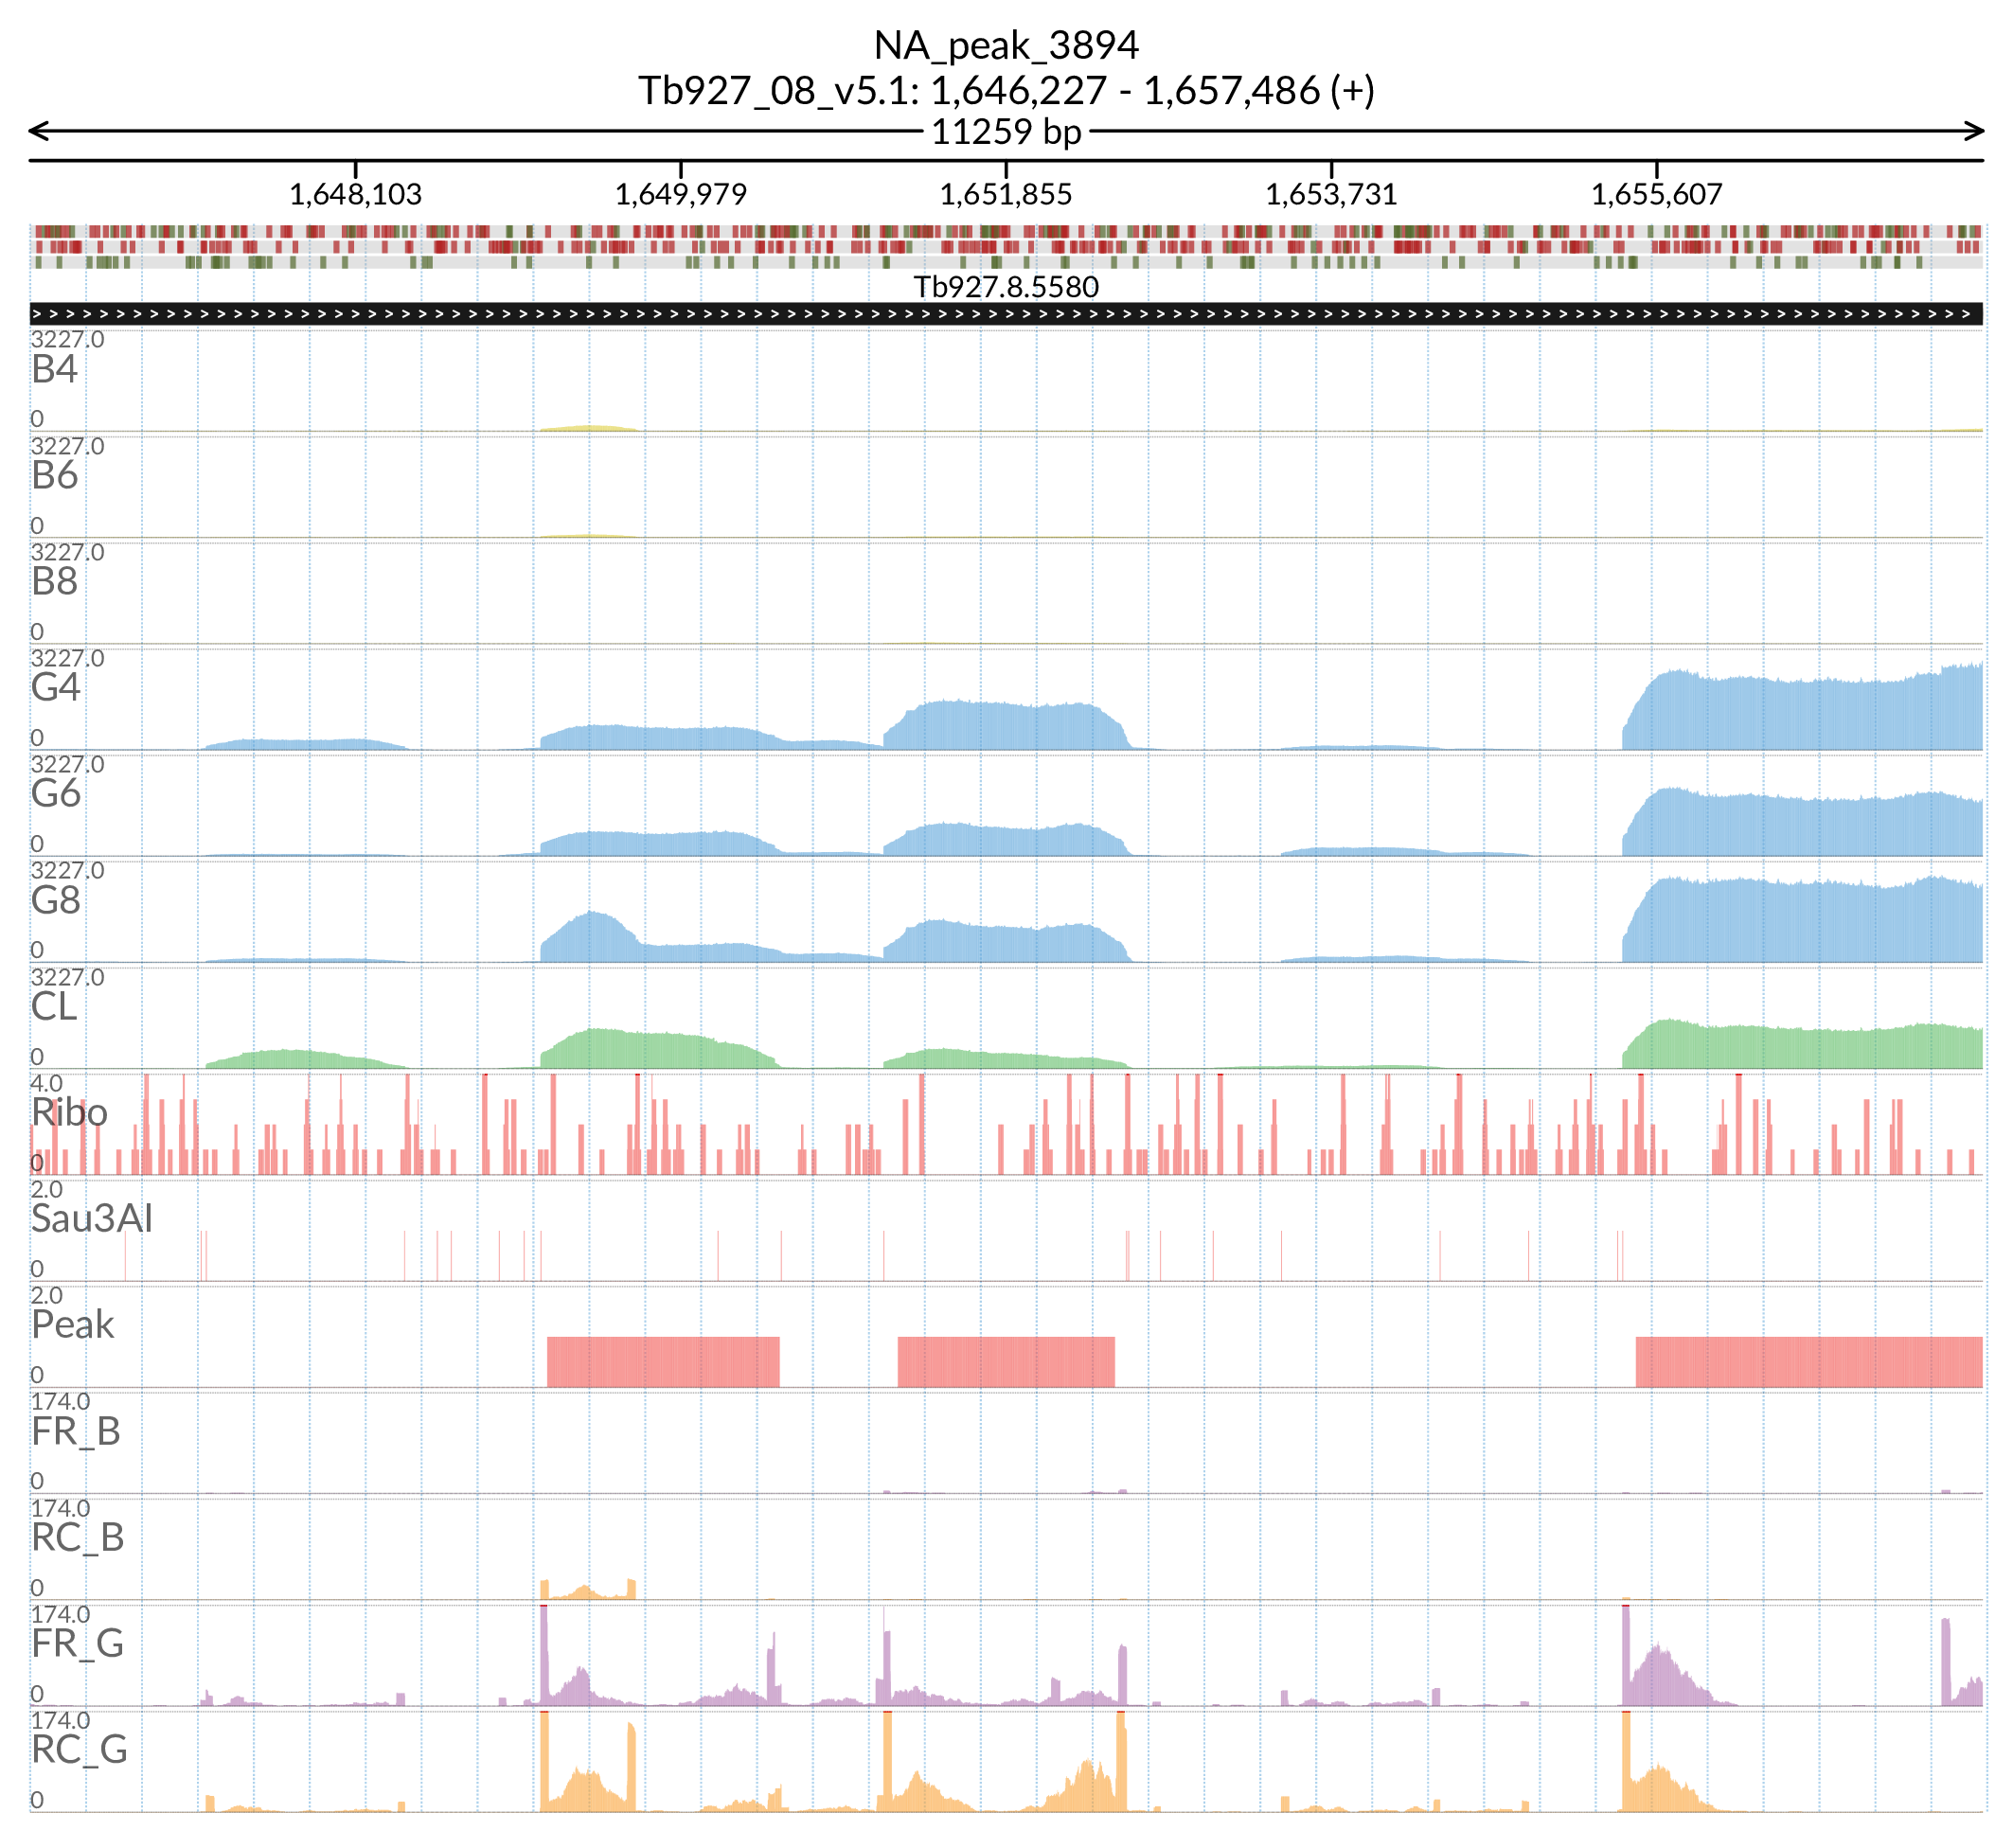 NA_peak_3894
Tb927_08_v5.1: 1,646,227 - 1,657,486 (+)
11259 bp
1,648,103 1,649,979 1,651,855 1,653,731 1,655,607
Tb927.8.5580
3227.0
B4
0
3227.0
B6
0
3227.0
B8
0
3227.0
G4
0
3227.0
G6
0
3227.0
G8
0
3227.0
CL
0
4.0
Ribo
0
2.0
Sau3AI
0
2.0
Peak
0
174.0
FR_B
0
174.0
RC_B
0
174.0
FR_G
0
174.0
RC_G
0